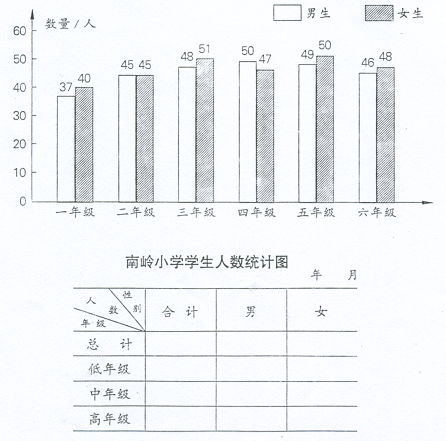 男生 女生
数量/人
60
50
40
30
20
10
0
37 40 45 45 48 51 50 47 49 50 46 48
一年级 二年级 三年级 四年级 五年级 六年级
南岭小学学生人数统计图
年 月
人数 性别 年级 合计 男 女
总计
低年级
中年级
高年级